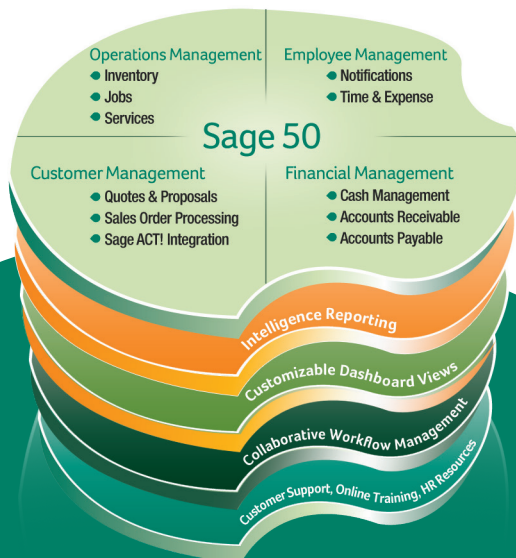 Operations Management
Inventory
Jobs
Services
Employee Management
Notifications
Time & Expense
Sage 50
Customer Management
Quotes & Proposals
Sales Order Processing
Sage ACT! Integration
Financial Management
Cash Management
Accounts Receivable
Accounts Payable
Intelligence Reporting
Customizable Dashboard Views
Collaborative Workflow Management
Customer Support, Online Training, HR Resources